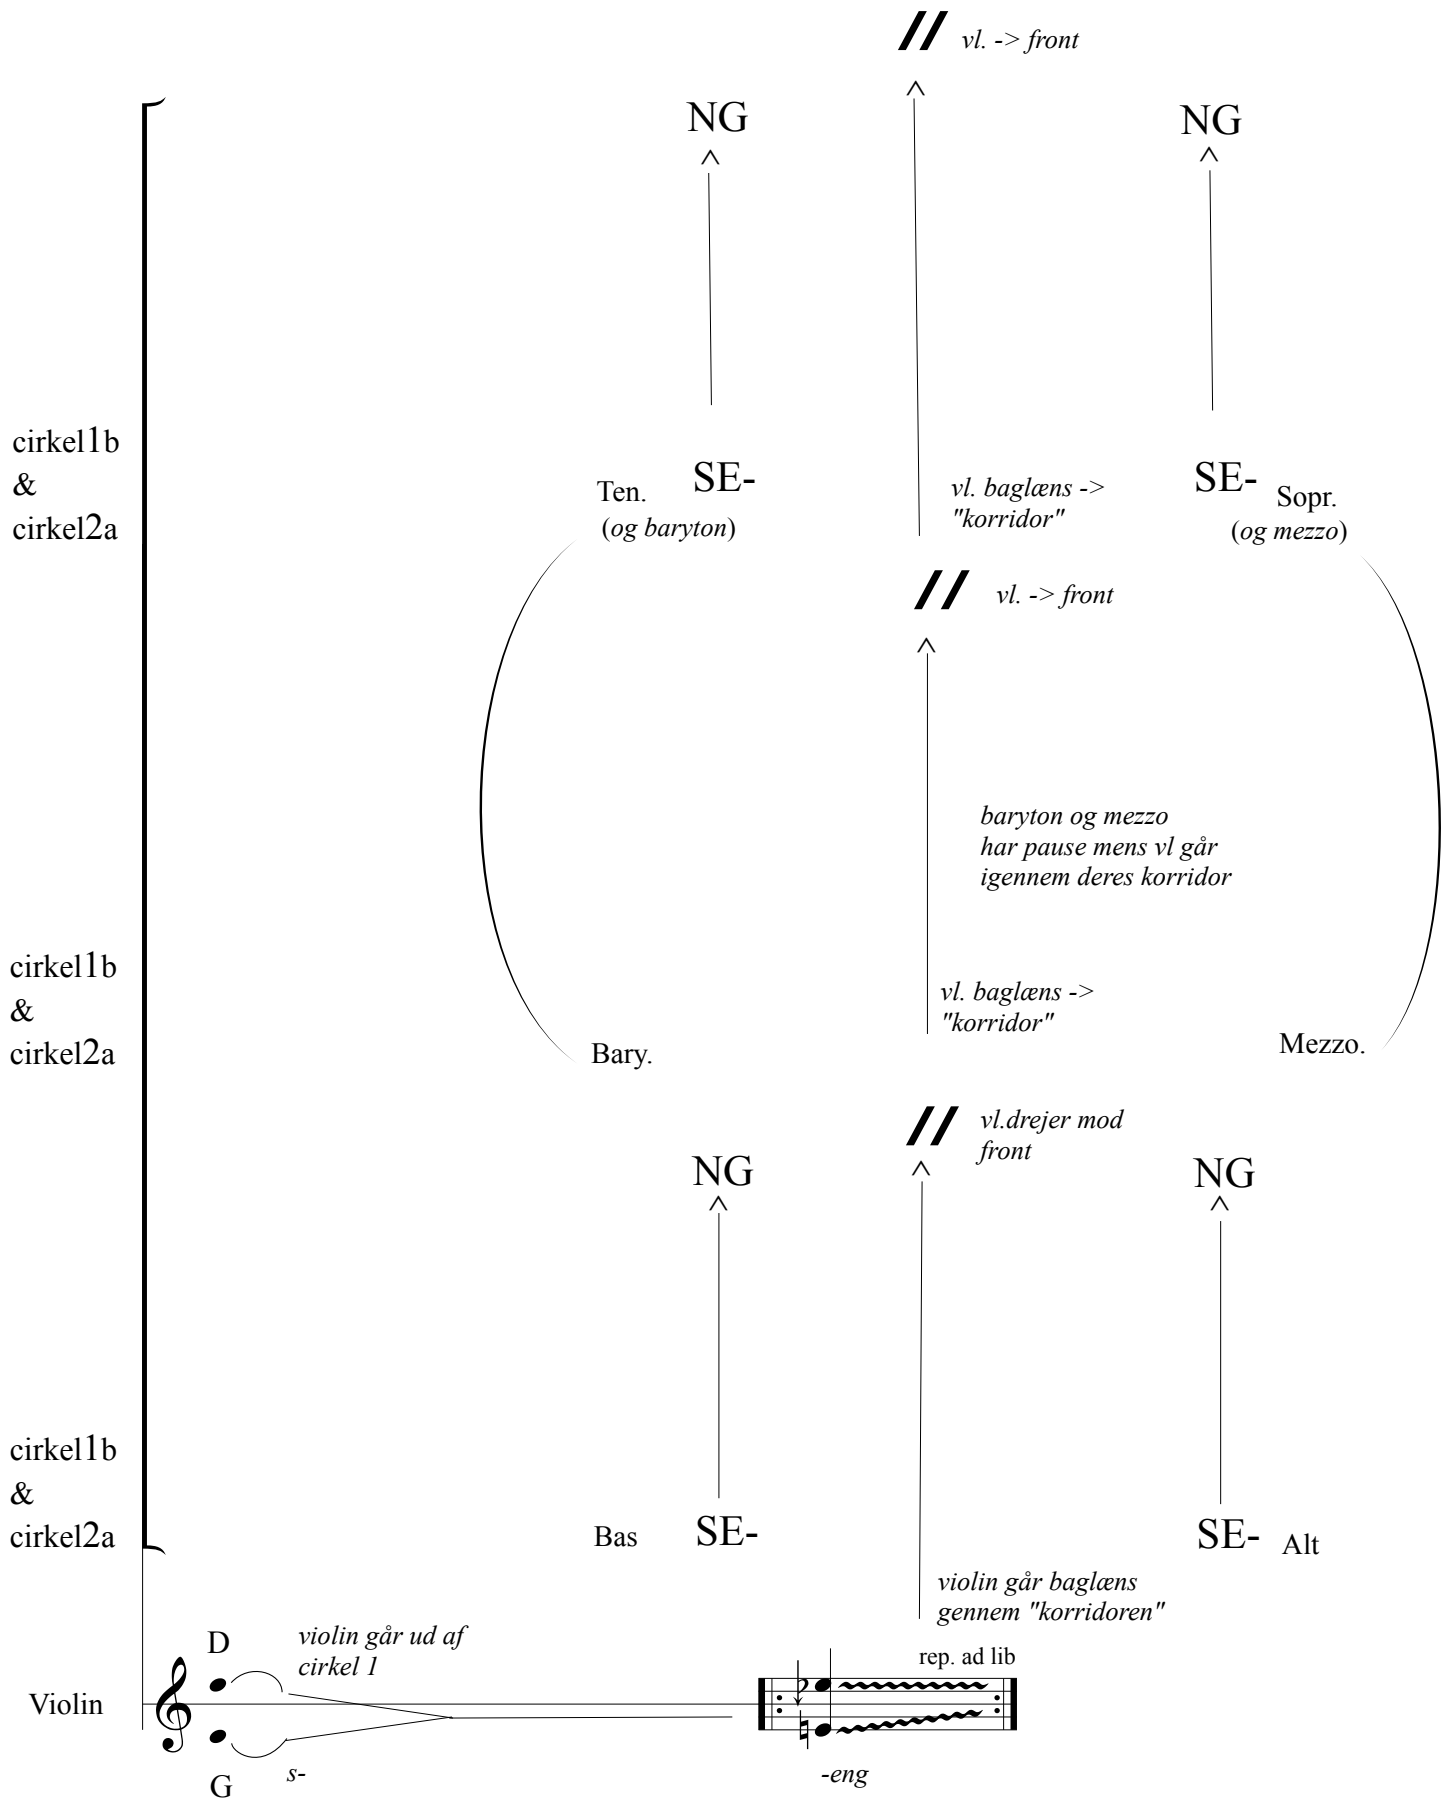 vl. -> front
NG
NG
cirkel1b
&
cirkel2a
Ten.
SE-
(og baryton)
vl. baglæns ->
"korridor"
SE-
Sopr.
(og mezzo)
vl. -> front
baryton og mezzo
har pause mens vl går
igennem deres korridor
cirkel1b
&
cirkel2a
vl. baglæns ->
"korridor"
Bary.
Mezzo.
vl.drejer mod
front
NG
NG
cirkel1b
&
cirkel2a
Bas
SE-
SE-
Alt
violin går baglæns
gennem "korridoren"
D
violin går ud af
cirkel 1
rep. ad lib
Violin
G
s-
-eng